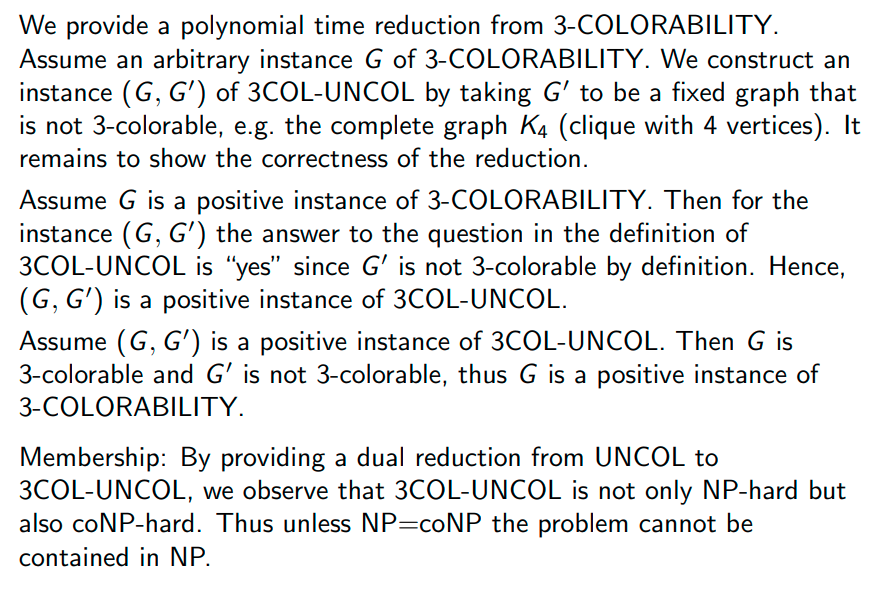 We provide a polynomial time reduction from 3-COLORABILITY.
Assume an arbitrary instance G of 3-COLORABILITY. We construct an
instance (G, G′) of 3COL-UNCOL by taking G′ to be a fixed graph that
is not 3-colorable, e.g. the complete graph K₄ (clique with 4 vertices). It
remains to show the correctness of the reduction.
Assume G is a positive instance of 3-COLORABILITY. Then for the
instance (G, G′) the answer to the question in the definition of
3COL-UNCOL is “yes” since G′ is not 3-colorable by definition. Hence,
(G, G′) is a positive instance of 3COL-UNCOL.
Assume (G, G′) is a positive instance of 3COL-UNCOL. Then G is
3-colorable and G′ is not 3-colorable, thus G is a positive instance of
3-COLORABILITY.
Membership: By providing a dual reduction from UNCOL to
3COL-UNCOL, we observe that 3COL-UNCOL is not only NP-hard but
also coNP-hard. Thus unless NP=coNP the problem cannot be
contained in NP.